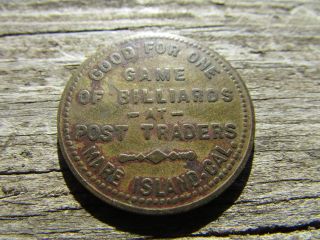 GOOD FOR ONE
GAME
OF BILLIARDS
-AT-
POST TRADERS
MARE ISLAND, CAL.